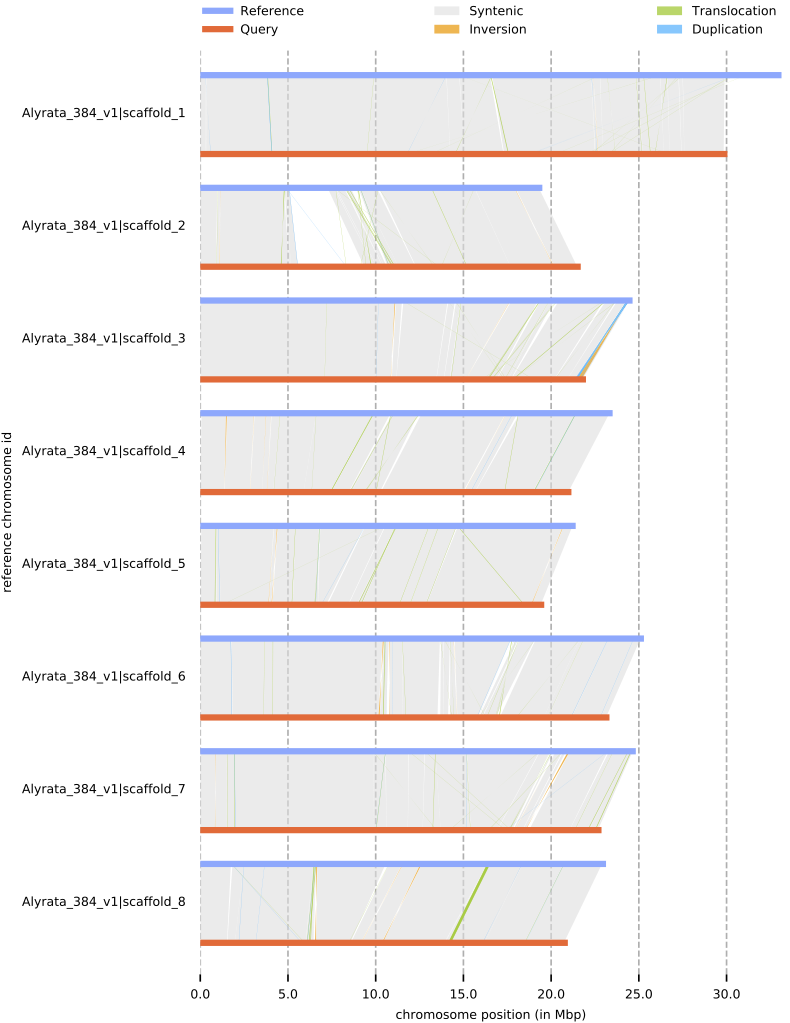 Reference Syntenic Translocation
Query Inversion Duplication
Alyrata_384_v1|scaffold_1
Alyrata_384_v1|scaffold_2
Alyrata_384_v1|scaffold_3
Alyrata_384_v1|scaffold_4
reference chromosome id
Alyrata_384_v1|scaffold_5
Alyrata_384_v1|scaffold_6
Alyrata_384_v1|scaffold_7
Alyrata_384_v1|scaffold_8
0.0 5.0 10.0 15.0 20.0 25.0 30.0
chromosome position (in Mbp)